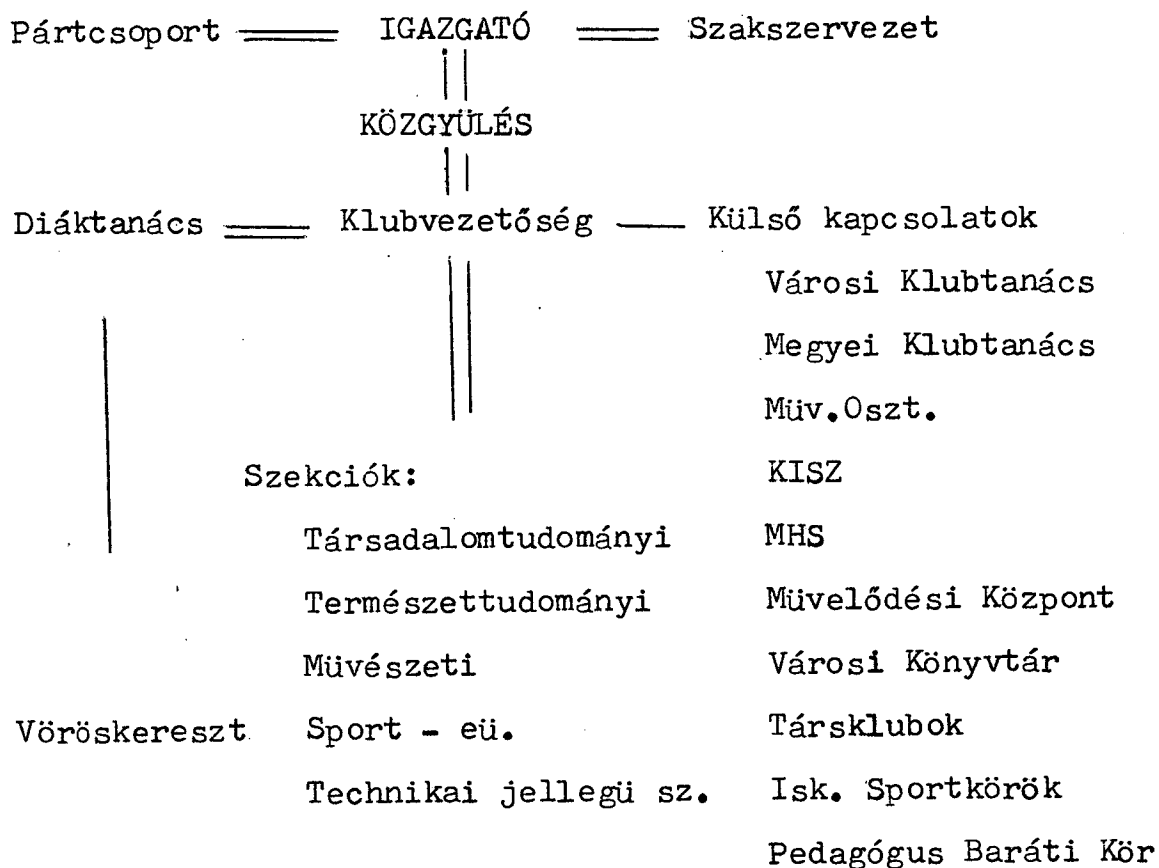 Pártcsoport IGAZGATÓ Szakszervezet
KÖZGYÜLÉS
Diáktanács Klubvezetőség Külső kapcsolatok
Városi Klubtanács
Megyei Klubtanács
Müv.Oszt.
Szekciók: KISZ
Társadalomtudományi MHS
Természettudományi Müvelődési Központ
Müvészeti Városi Könyvtár
Vöröskereszt Sport - eü. Társklubok
Technikai jellegü sz. Isk. Sportkörök
Pedagógus Baráti Kör